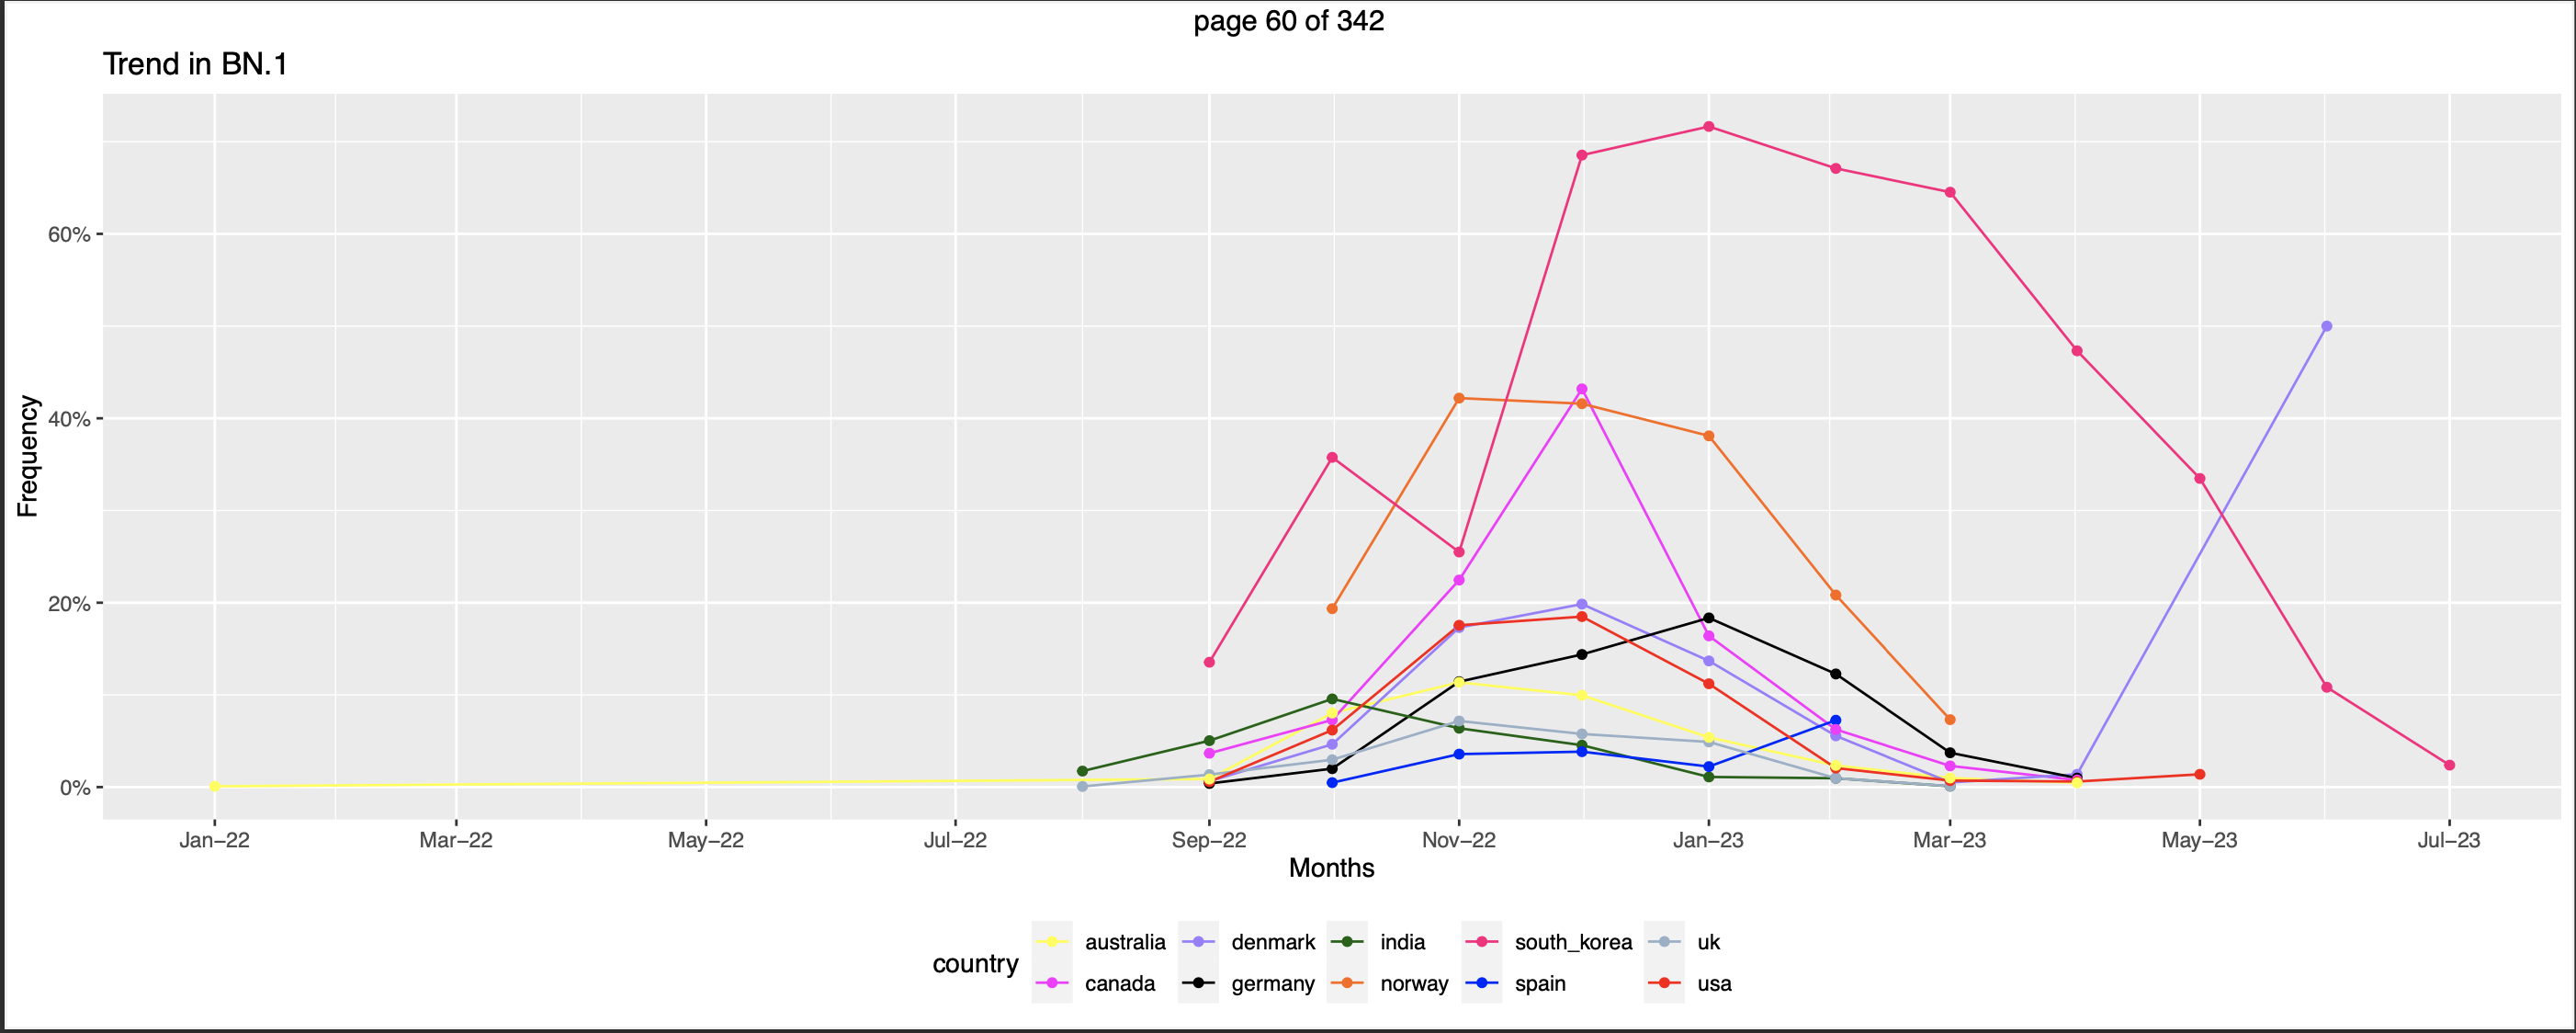 page 60 of 342
Trend in BN.1
Frequency
60%
40%
20%
0%
Jan-22 Mar-22 May-22 Jul-22 Sep-22 Nov-22 Jan-23 Mar-23 May-23 Jul-23
Months
country
australia denmark india south_korea uk
canada germany norway spain usa